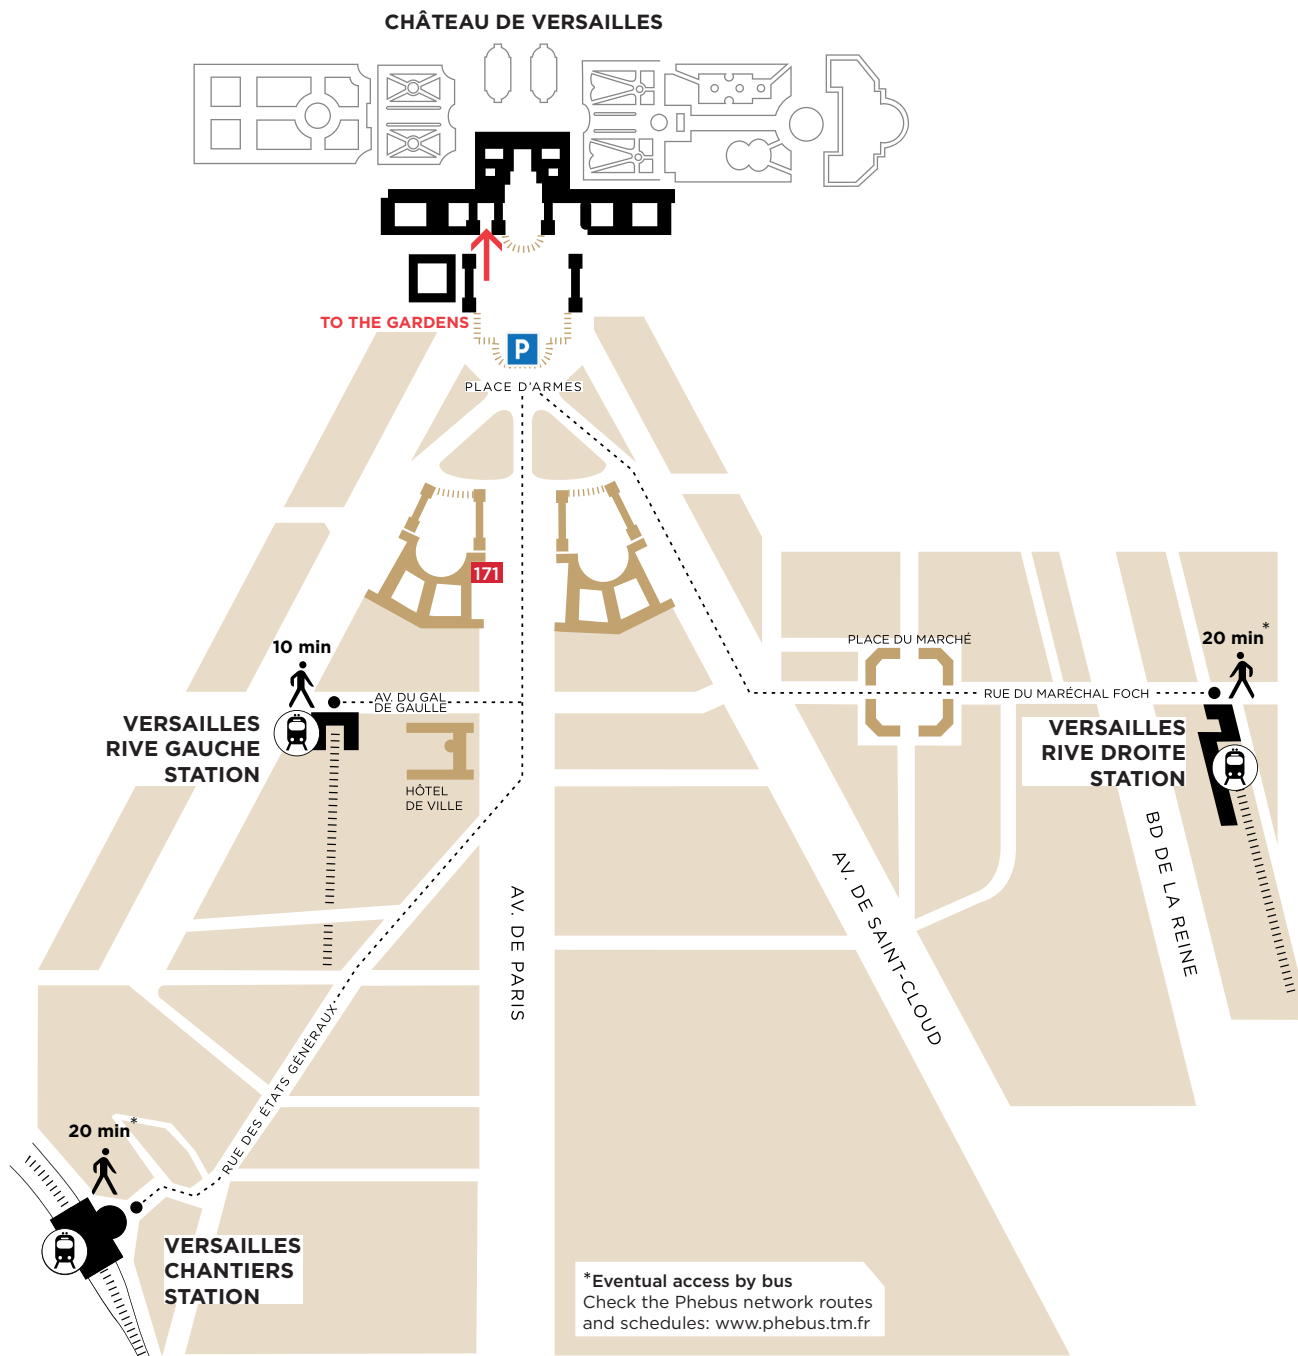 CHÂTEAU DE VERSAILLES
TO THE GARDENS
P
PLACE D'ARMES
171
10 min
AV. DU GAL
DE GAULLE
VERSAILLES
RIVE GAUCHE
STATION
HÔTEL
DE VILLE
PLACE DU MARCHÉ
20 min*
RUE DU MARÉCHAL FOCH
VERSAILLES
RIVE DROITE
STATION
BD DE LA REINE
AV. DE SAINT-CLOUD
AV. DE PARIS
RUE DES ÉTATS GÉNÉRAUX
20 min*
VERSAILLES
CHANTIERS
STATION
*Eventual access by bus
Check the Phebus network routes
and schedules: www.phebus.tm.fr